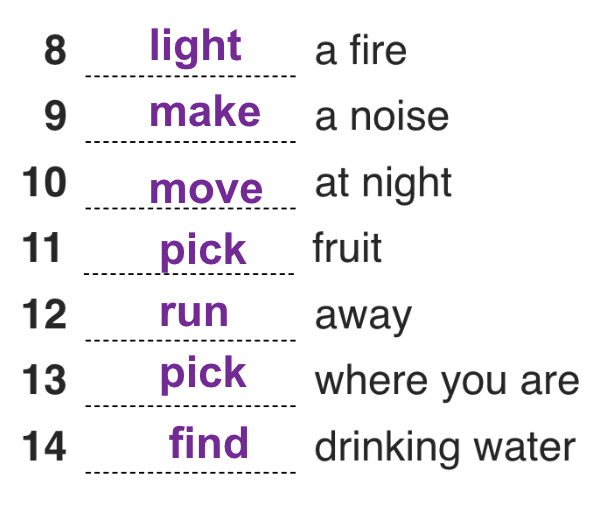 8 light a fire
9 make a noise
10 move at night
11 pick fruit
12 run away
13 pick where you are
14 find drinking water